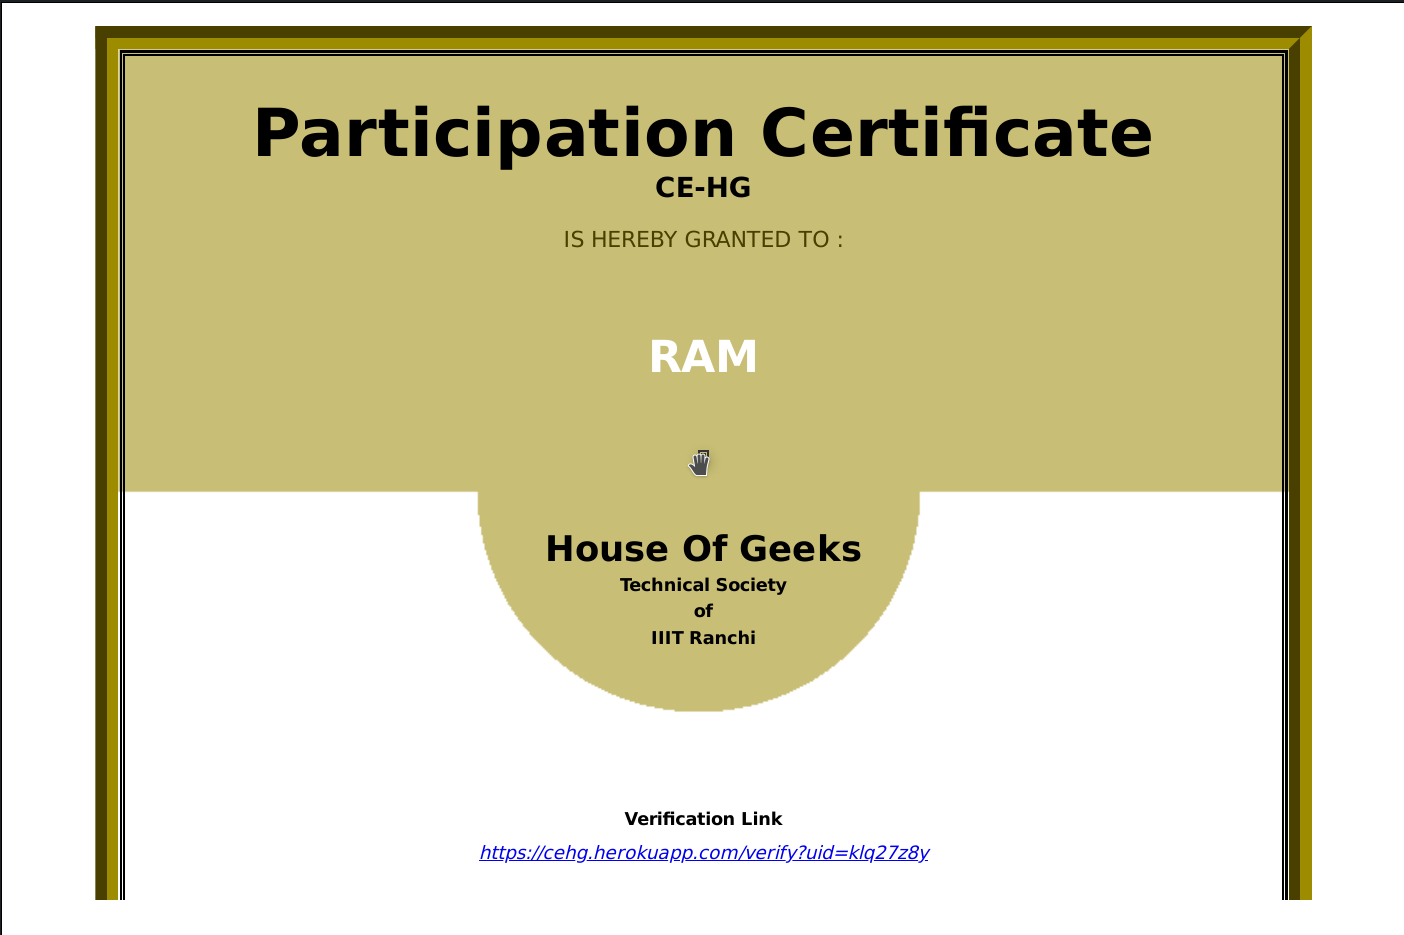 Participation Certificate
CE-HG
IS HEREBY GRANTED TO :
RAM
House Of Geeks
Technical Society
of
IIIT Ranchi
Verification Link
https://cehg.herokuapp.com/verify?uid=klq27z8y